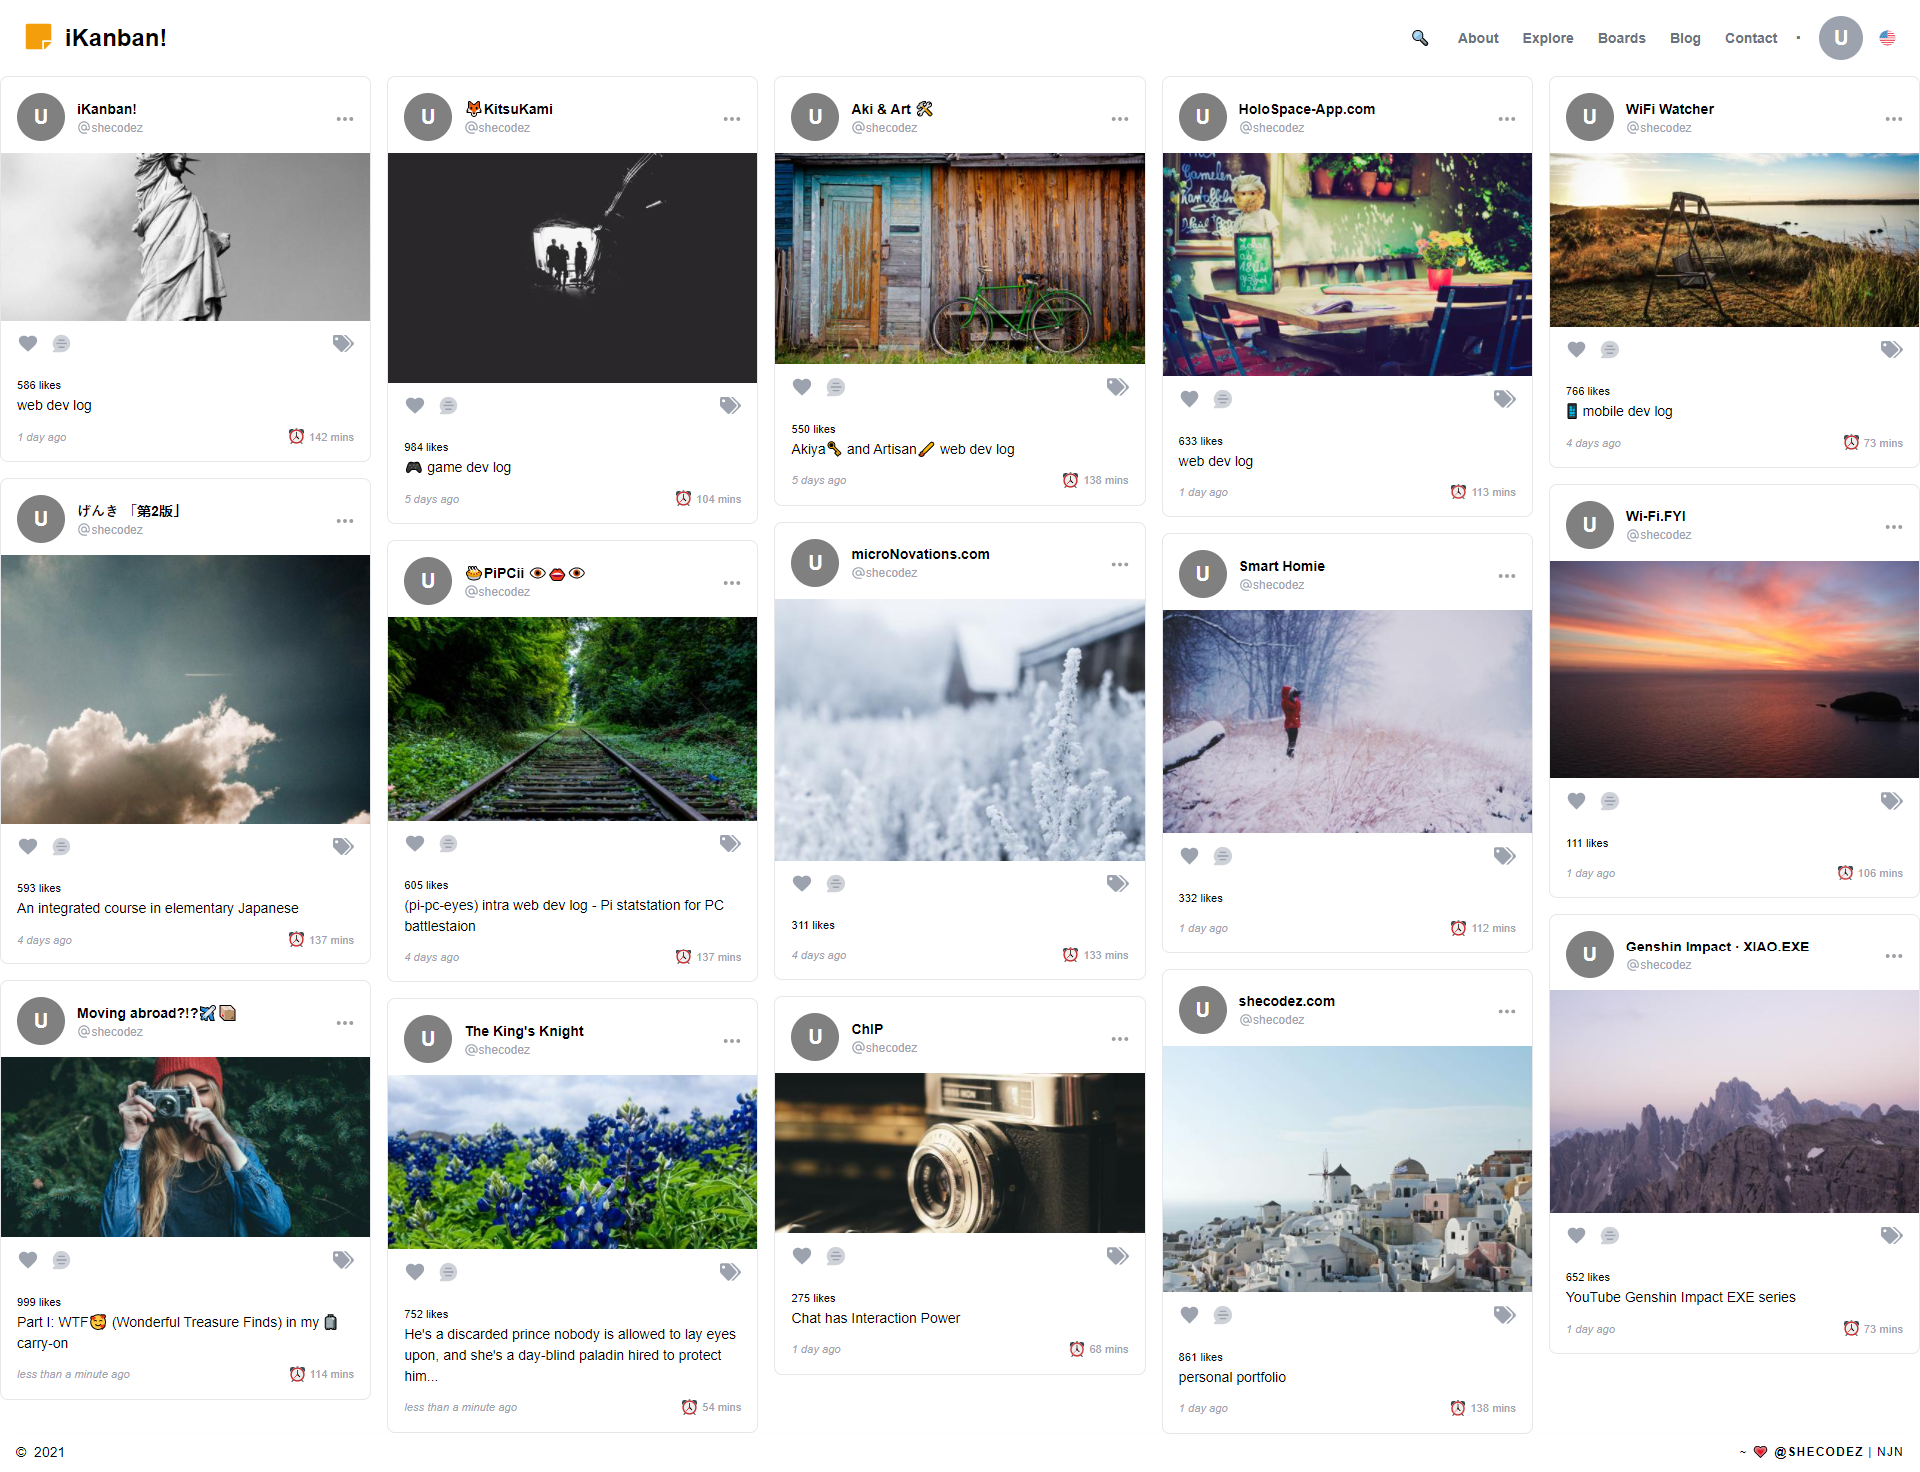 iKanban!
About
Explore
Boards
Blog
Contact
U
U
iKanban!
@shecodez
586 likes
web dev log
1 day ago
142 mins
U
げんき 「第2版」
@shecodez
593 likes
An integrated course in elementary Japanese
4 days ago
137 mins
U
Moving abroad?!?
@shecodez
999 likes
Part I: WTF (Wonderful Treasure Finds) in my
carry-on
less than a minute ago
114 mins
U
KitsuKami
@shecodez
984 likes
game dev log
5 days ago
104 mins
U
PiPCii
@shecodez
605 likes
(pi-pc-eyes) intra web dev log - Pi statstation for PC
battlestaion
4 days ago
137 mins
U
The King's Knight
@shecodez
752 likes
He's a discarded prince nobody is allowed to lay eyes
upon, and she's a day-blind paladin hired to protect
him...
less than a minute ago
54 mins
U
Aki & Art
@shecodez
550 likes
Akiya and Artisan web dev log
5 days ago
138 mins
U
microNovations.com
@shecodez
311 likes
4 days ago
133 mins
U
ChIP
@shecodez
275 likes
Chat has Interaction Power
1 day ago
68 mins
U
HoloSpace-App.com
@shecodez
633 likes
web dev log
1 day ago
113 mins
U
Smart Homie
@shecodez
332 likes
1 day ago
112 mins
U
shecodez.com
@shecodez
861 likes
personal portfolio
1 day ago
138 mins
U
WiFi Watcher
@shecodez
766 likes
mobile dev log
4 days ago
73 mins
U
Wi-Fi.FYI
@shecodez
111 likes
1 day ago
106 mins
U
Genshin Impact · XIAO.EXE
@shecodez
652 likes
YouTube Genshin Impact EXE series
1 day ago
73 mins
© 2021
~ @SHECODEZ | NJN